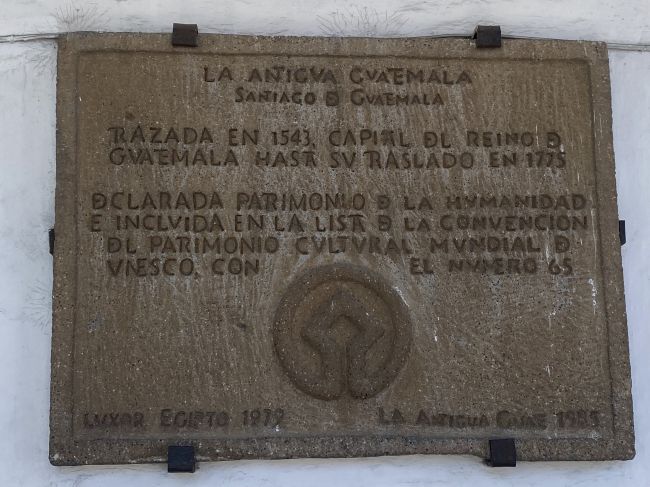 LA ANTIGVA GVATEMALA
SANTIAGO D GVATEMALA
TRAZADA EN 1543, CAPITAL DL REINO D
GVATEMALA HASTA SV TRASLADO EN 1775
DCLARADA PATRIMONIO D LA HVMANIDAD
E INCLVIDA EN LA LISTA D LA CONVENCION
DL PATRIMONIO CVLTVRAL MVNDIAL D
VNESCO, CON EL NVMERO 65
LVXOR EGIPTO 1979
LA ANTIGVA 1985